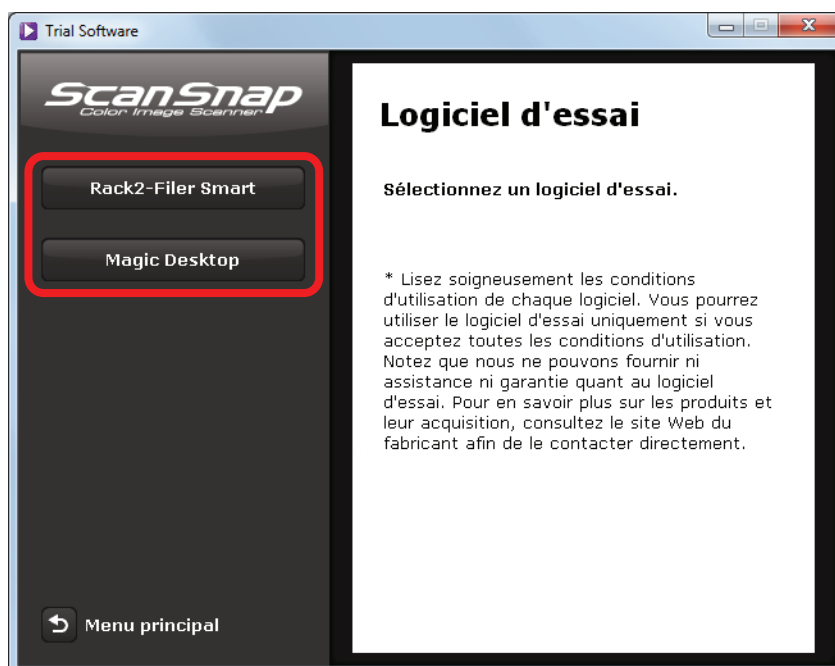 Trial Software
ScanSnap
Color Image Scanner
Rack2-Filer Smart
Magic Desktop
Menu principal
Logiciel d'essai
Sélectionnez un logiciel d'essai.
* Lisez soigneusement les conditions
d'utilisation de chaque logiciel. Vous pourrez
utiliser le logiciel d'essai uniquement si vous
acceptez toutes les conditions d'utilisation.
Notez que nous ne pouvons fournir ni
assistance ni garantie quant au logiciel
d'essai. Pour en savoir plus sur les produits et
leur acquisition, consultez le site Web du
fabricant afin de le contacter directement.